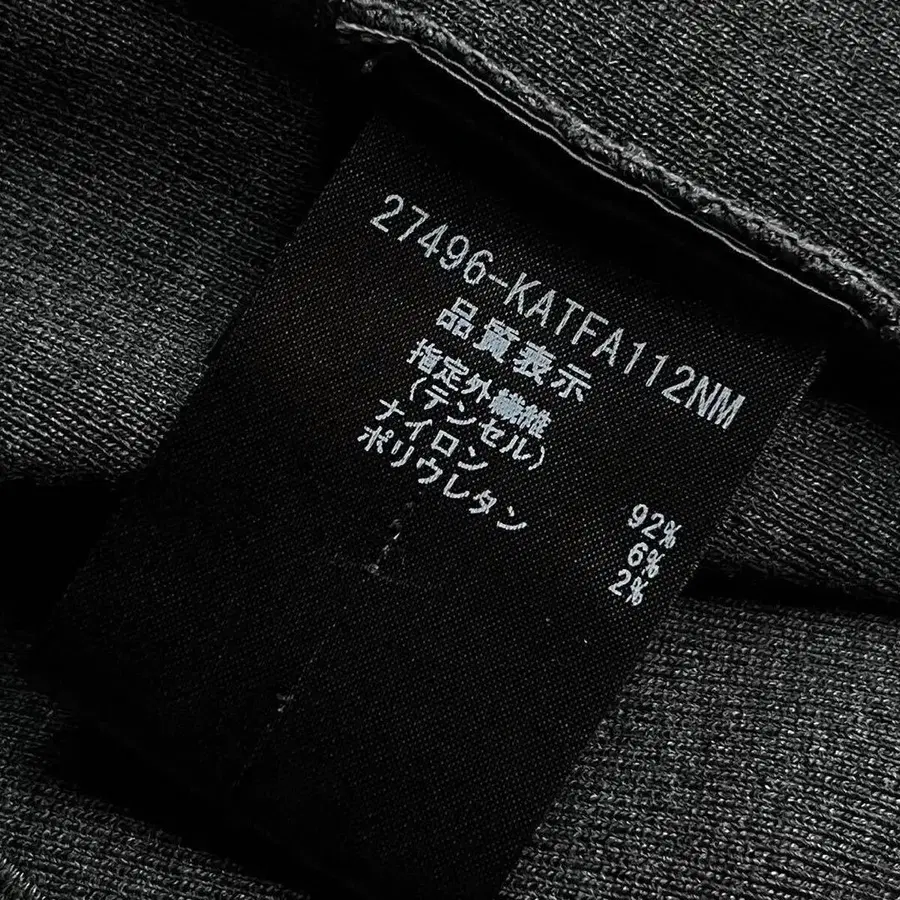 27496-KATFA112NM
品質表示
指定外繊維
(テンセル) 92%
ナイロン 6%
ポリウレタン 2%